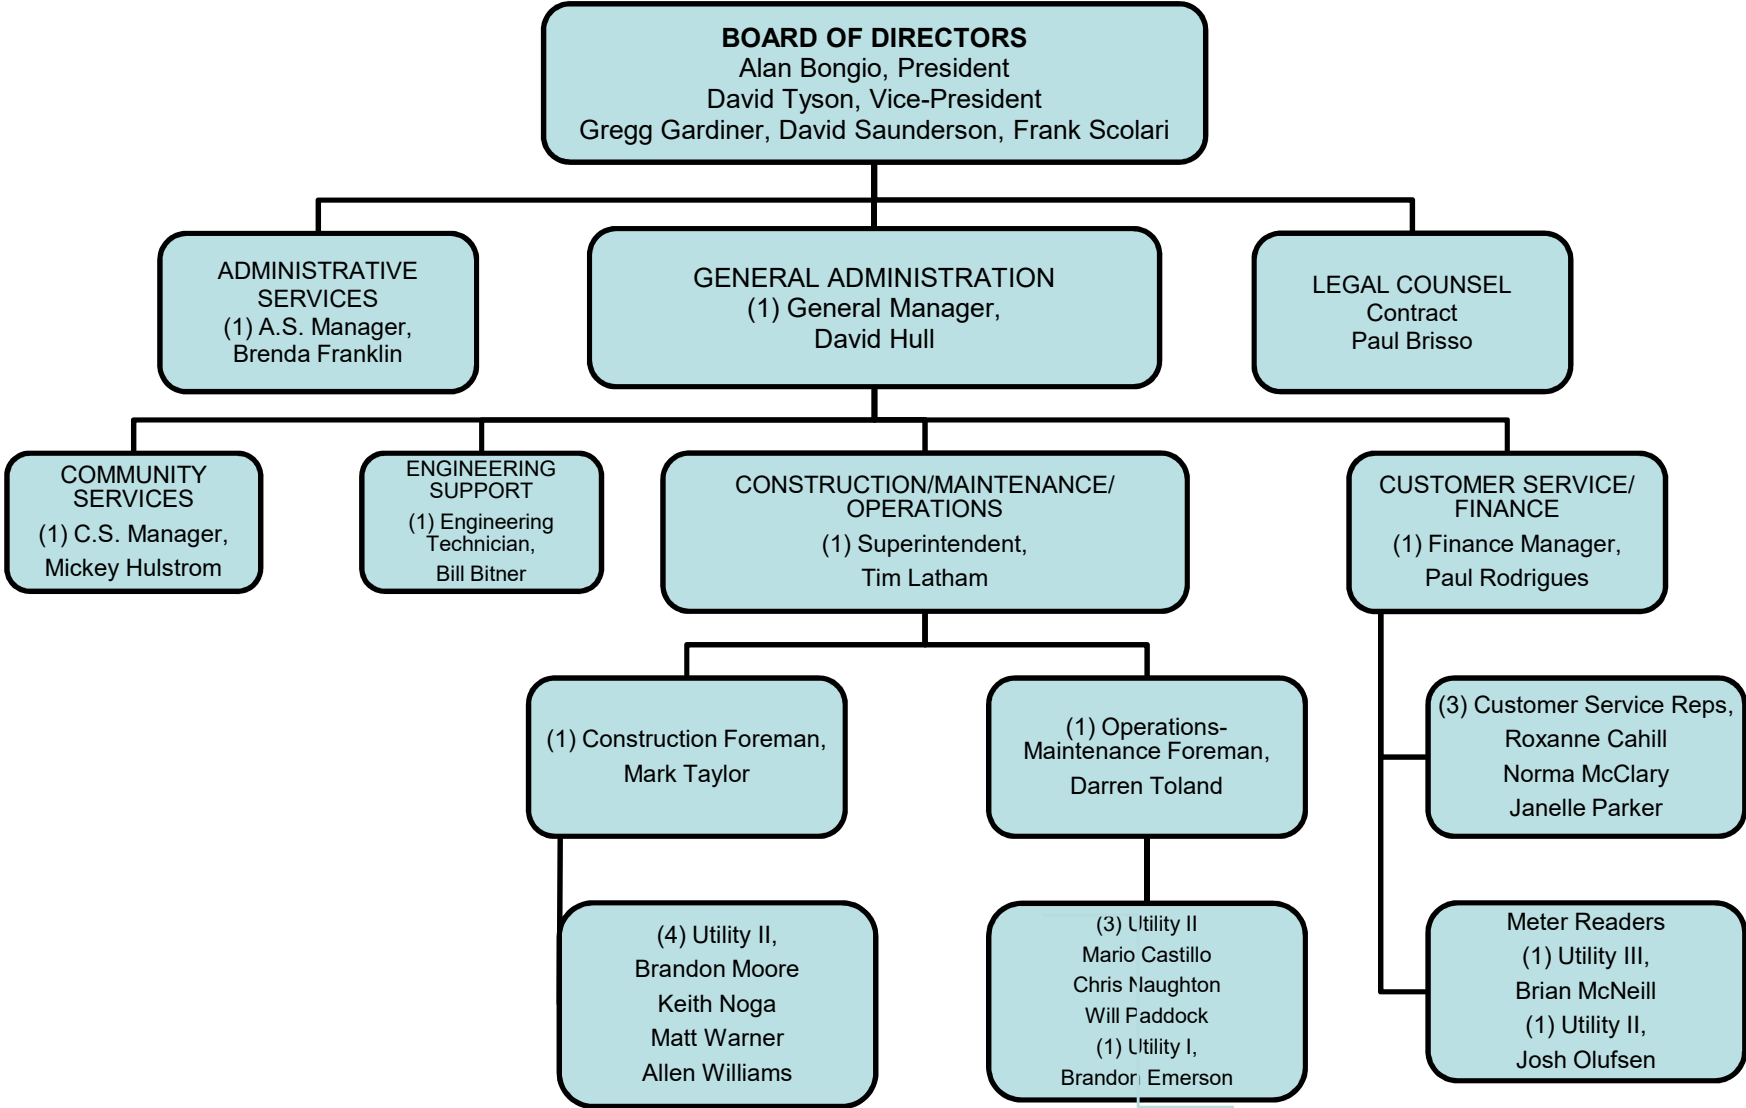 BOARD OF DIRECTORS
Alan Bongio, President
David Tyson, Vice-President
Gregg Gardiner, David Saunderson, Frank Scolari
ADMINISTRATIVE
SERVICES
(1) A.S. Manager,
Brenda Franklin
GENERAL ADMINISTRATION
(1) General Manager,
David Hull
LEGAL COUNSEL
Contract
Paul Brisso
COMMUNITY
SERVICES
(1) C.S. Manager,
Mickey Hulstrom
ENGINEERING
SUPPORT
(1) Engineering
Technician,
Bill Bitner
CONSTRUCTION/MAINTENANCE/
OPERATIONS
(1) Superintendent,
Tim Latham
CUSTOMER SERVICE/
FINANCE
(1) Finance Manager,
Paul Rodrigues
(1) Construction Foreman,
Mark Taylor
(1) Operations-
Maintenance Foreman,
Darren Toland
(3) Customer Service Reps,
Roxanne Cahill
Norma McClary
Janelle Parker
(4) Utility II,
Brandon Moore
Keith Noga
Matt Warner
Allen Williams
(3) Utility II
Mario Castillo
Chris Naughton
Will Paddock
(1) Utility I,
Brandon Emerson
Meter Readers
(1) Utility III,
Brian McNeill
(1) Utility II,
Josh Olufsen